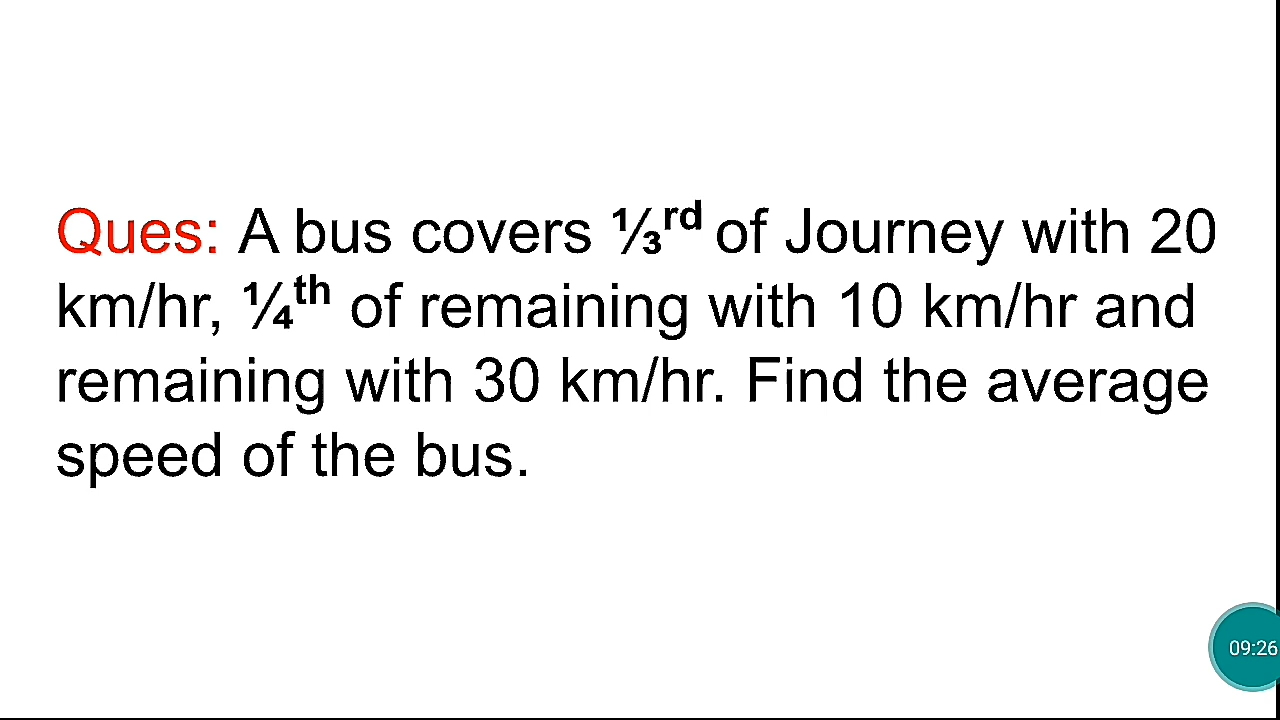 Ques: A bus covers ⅓rd of Journey with 20
km/hr, ¼th of remaining with 10 km/hr and
remaining with 30 km/hr. Find the average
speed of the bus.
09:26